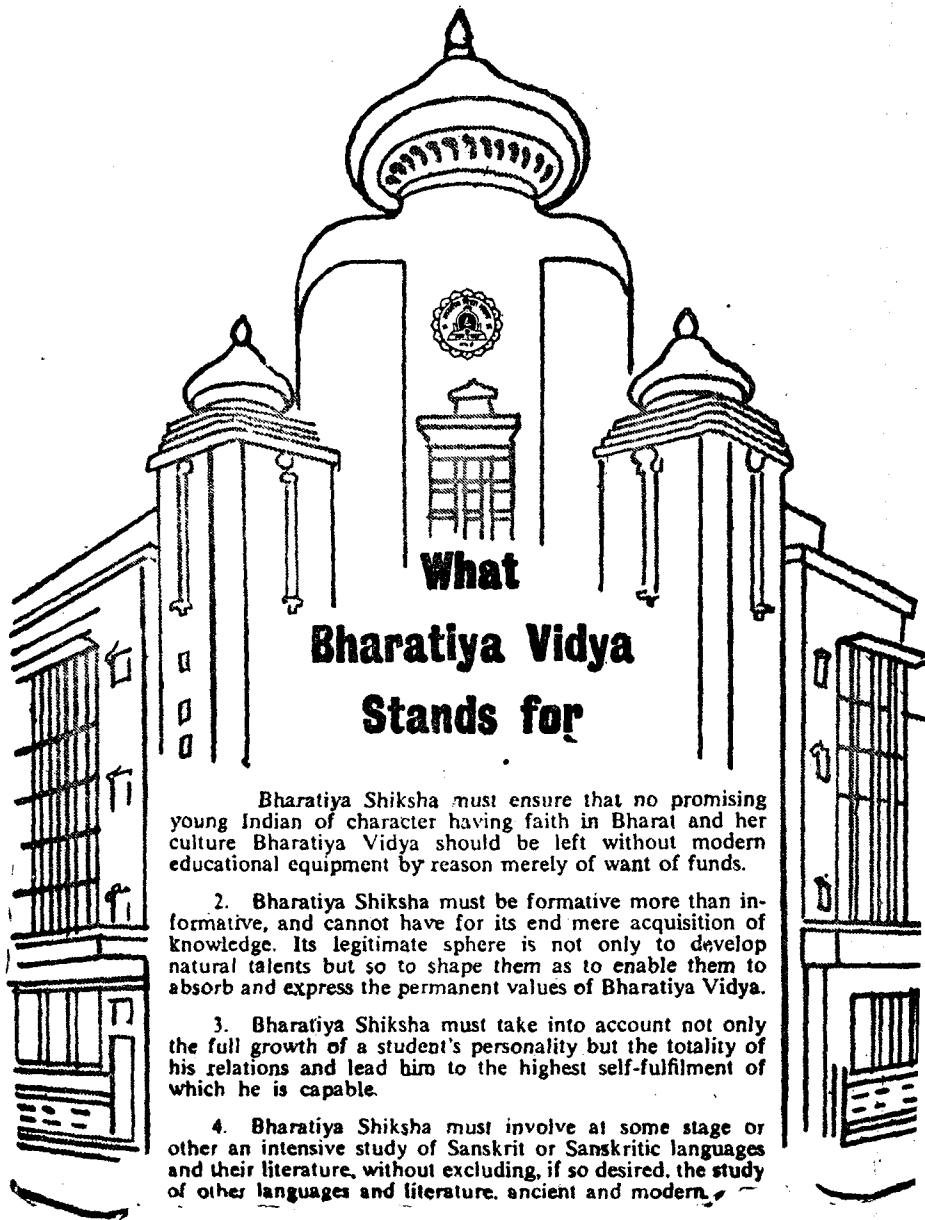 What
Bharatiya Vidya
Stands for
Bharatiya Shiksha must ensure that no promising
young Indian of character having faith in Bharat and her
culture Bharatiya Vidya should be left without modern
educational equipment by reason merely of want of funds.
2. Bharatiya Shiksha must be formative more than in-
formative, and cannot have for its end mere acquisition of
knowledge. Its legitimate sphere is not only to develop
natural talents but so to shape them as to enable them to
absorb and express the permanent values of Bharatiya Vidya.
3. Bharatiya Shiksha must take into account not only
the full growth of a student's personality but the totality of
his relations and lead him to the highest self-fulfilment of
which he is capable.
4. Bharatiya Shiksha must involve at some stage or
other an intensive study of Sanskrit or Sanskritic languages
and their literature, without excluding, if so desired, the study
of other languages and literature, ancient and modern.